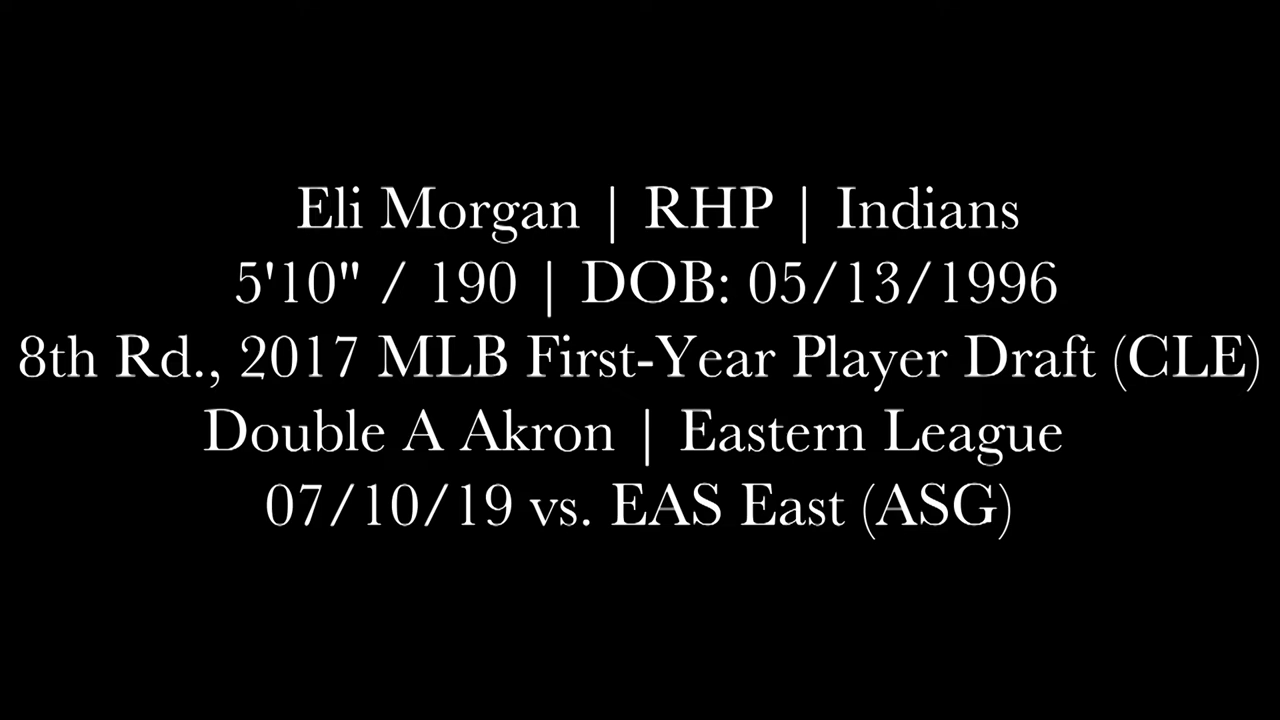 Eli Morgan | RHP | Indians
5'10" / 190 | DOB: 05/13/1996
8th Rd., 2017 MLB First-Year Player Draft (CLE)
Double A Akron | Eastern League
07/10/19 vs. EAS East (ASG)